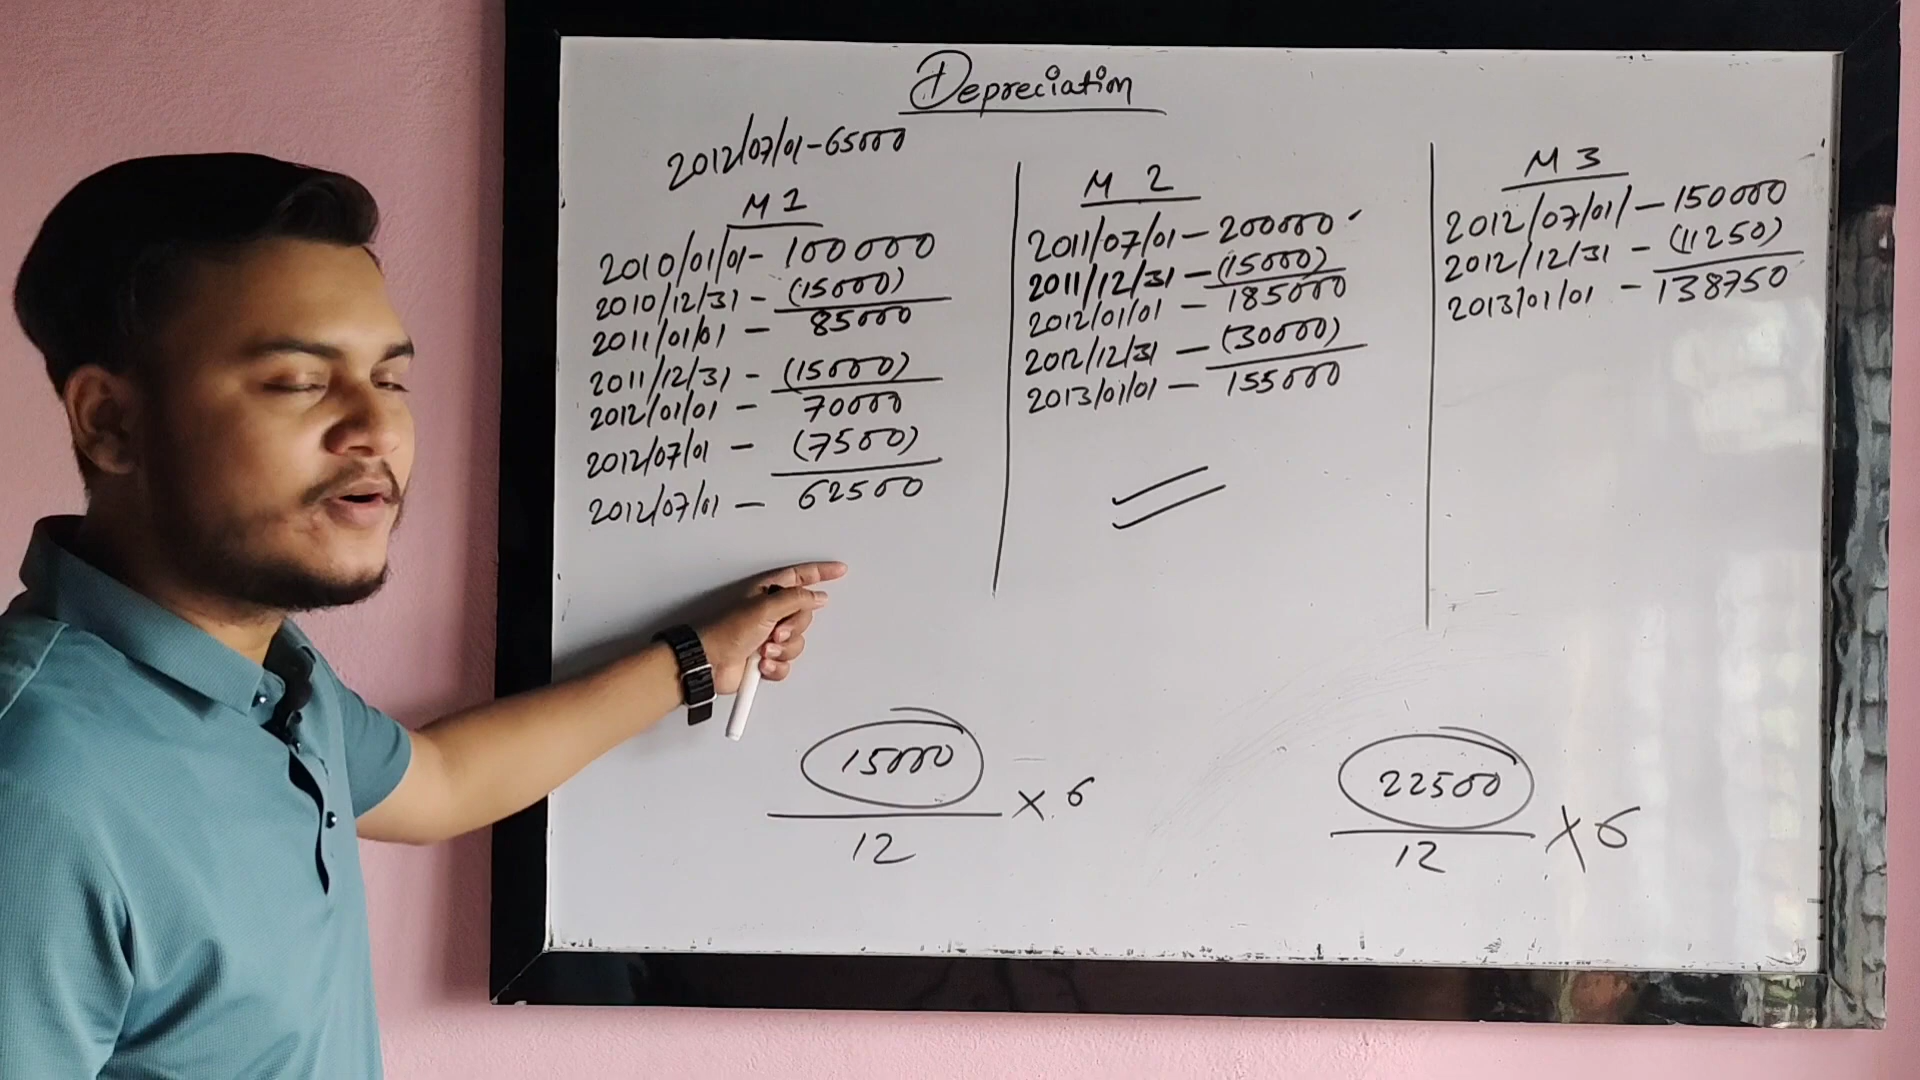 Depreciation
2012/07/01-65000
M 1
2010/01/01- 100000
2010/12/31 - (15000)
2011/01/01 - 85000
2011/12/31 - (15000)
2012/01/01 - 70000
2012/07/01 - (7500)
2012/07/01 - 62500
M 2
2011/07/01 - 200000
2011/12/31 - (15000)
2012/01/01 - 185000
2012/12/31 - (30000)
2013/01/01 - 155000
M 3
2012/07/01/ - 150000
2012/12/31 - (11250)
2013/01/01 - 138750
15000
12
× 6
22500
12
× 6